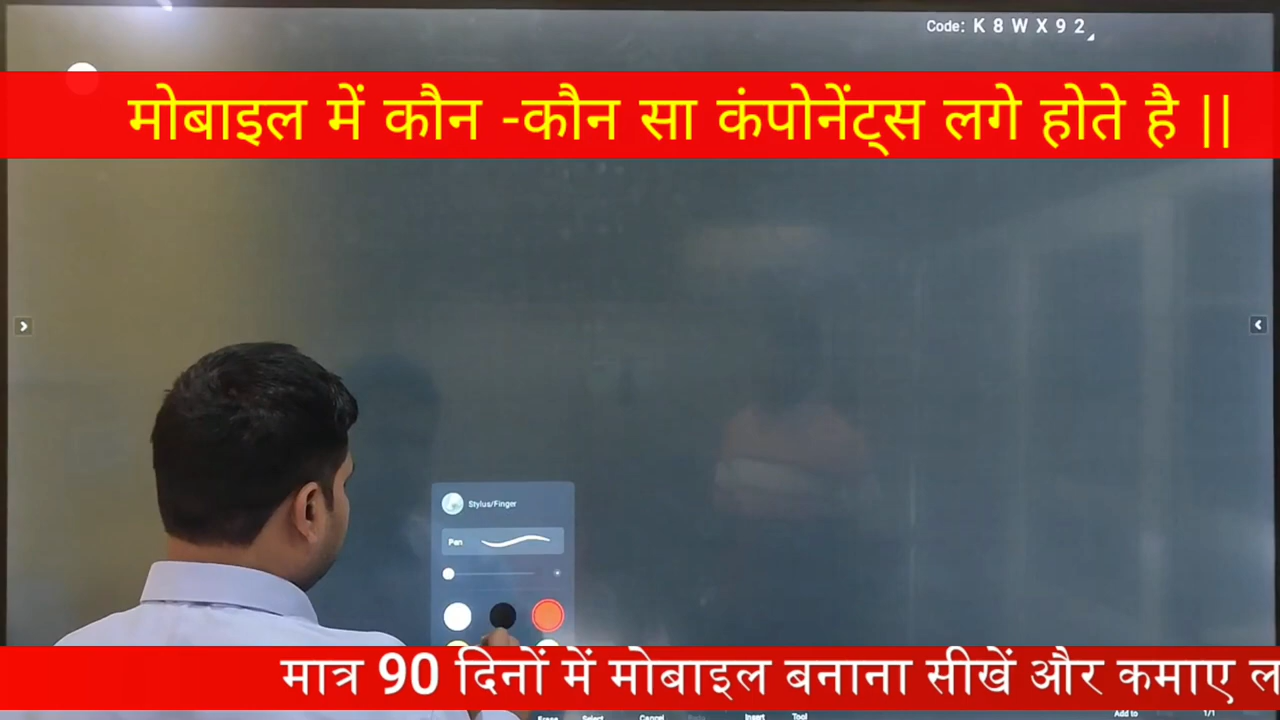 Code: K 8 W X 9 2
मोबाइल में कौन -कौन सा कंपोनेंट्स लगे होते है ||
Stylus/Finger
Pen
मात्र 90 दिनों में मोबाइल बनाना सीखें और कमाए ल
Erase Select Cancel Insert Tool Add to 1/1